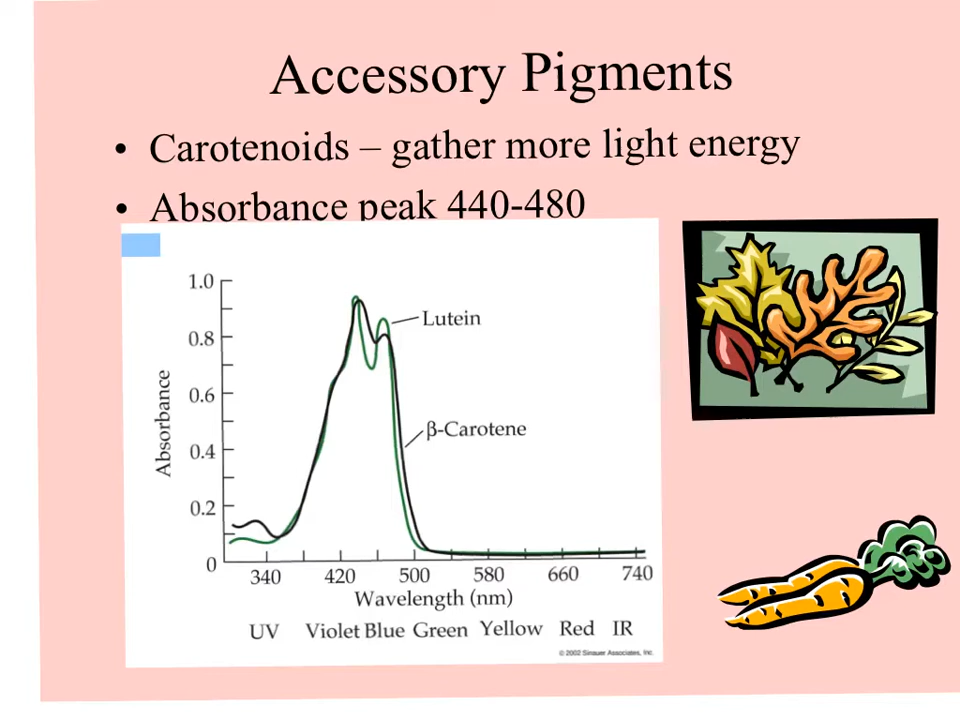 Accessory Pigments
• Carotenoids – gather more light energy
• Absorbance peak 440-480
1.0
Lutein
0.8
Absorbance
0.6
β-Carotene
0.4
0.2
0
340 420 500 580 660 740
Wavelength (nm)
UV Violet Blue Green Yellow Red IR
© 2002 Sinauer Associates, Inc.